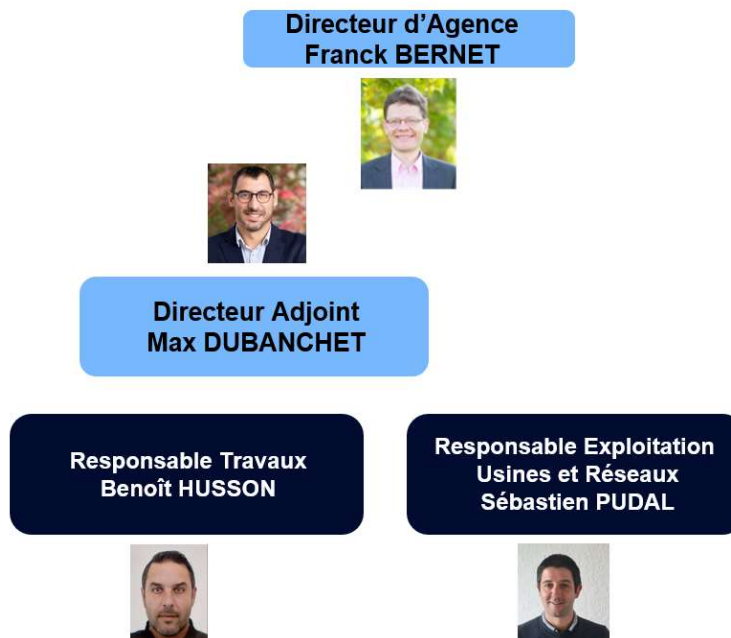 Directeur d’Agence
Franck BERNET
Directeur Adjoint
Max DUBANCHET
Responsable Travaux
Benoît HUSSON
Responsable Exploitation
Usines et Réseaux
Sébastien PUDAL